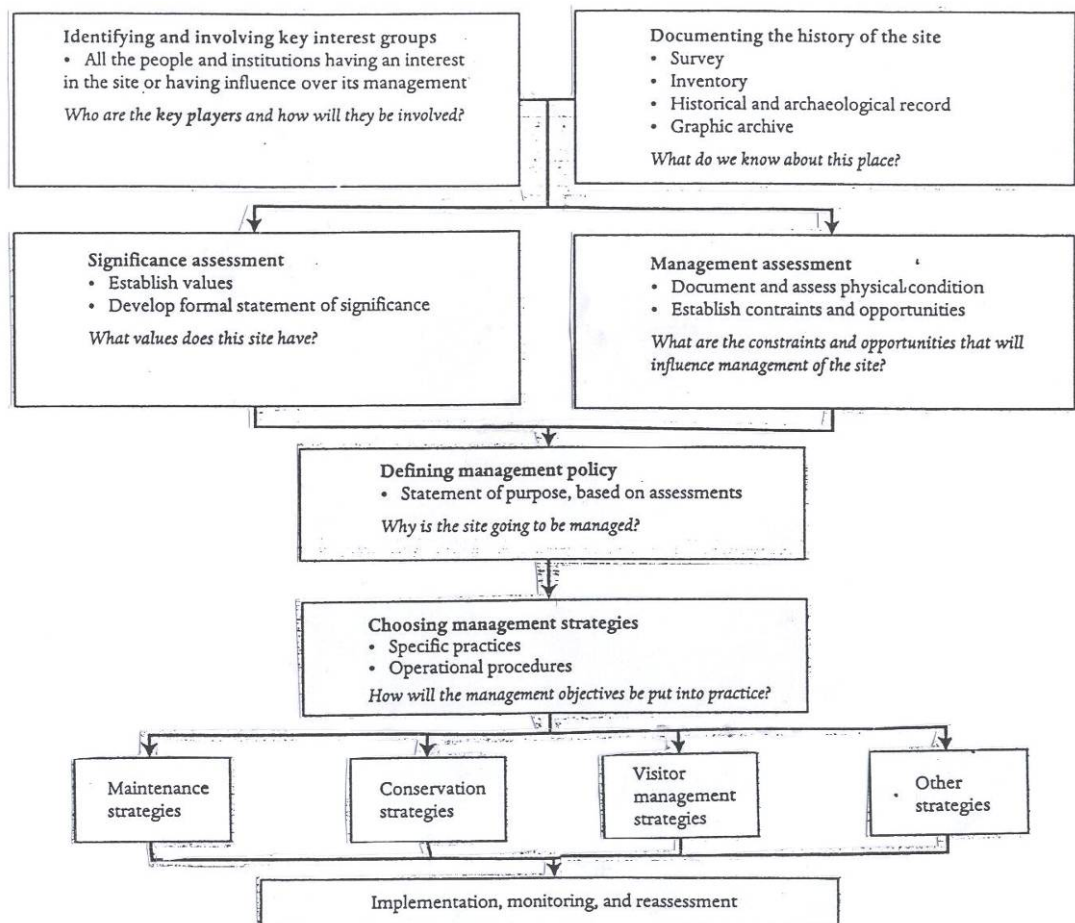 Identifying and involving key interest groups
• All the people and institutions having an interest
in the site or having influence over its management
Who are the key players and how will they be involved?
Documenting the history of the site
• Survey
• Inventory
• Historical and archaeological record
• Graphic archive
What do we know about this place?
Significance assessment
• Establish values
• Develop formal statement of significance
What values does this site have?
Management assessment
• Document and assess physical condition
• Establish contraints and opportunities
What are the constraints and opportunities that will
influence management of the site?
Defining management policy
• Statement of purpose, based on assessments
Why is the site going to be managed?
Choosing management strategies
• Specific practices
• Operational procedures
How will the management objectives be put into practice?
Maintenance
strategies
Conservation
strategies
Visitor
management
strategies
• Other
strategies
Implementation, monitoring, and reassessment